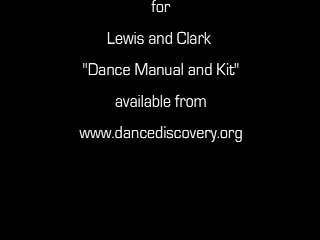 for
Lewis and Clark
"Dance Manual and Kit"
available from
www.dancediscovery.org